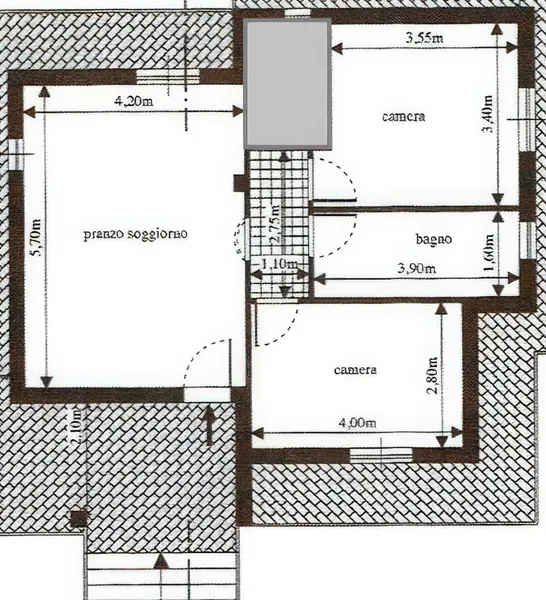 3,55m
4,20m
camera
3,40m
5,70m
pranzo soggiorno
2,75m
bagno
1,60m
1,10m
3,90m
camera
2,80m
4,00m
2,10m